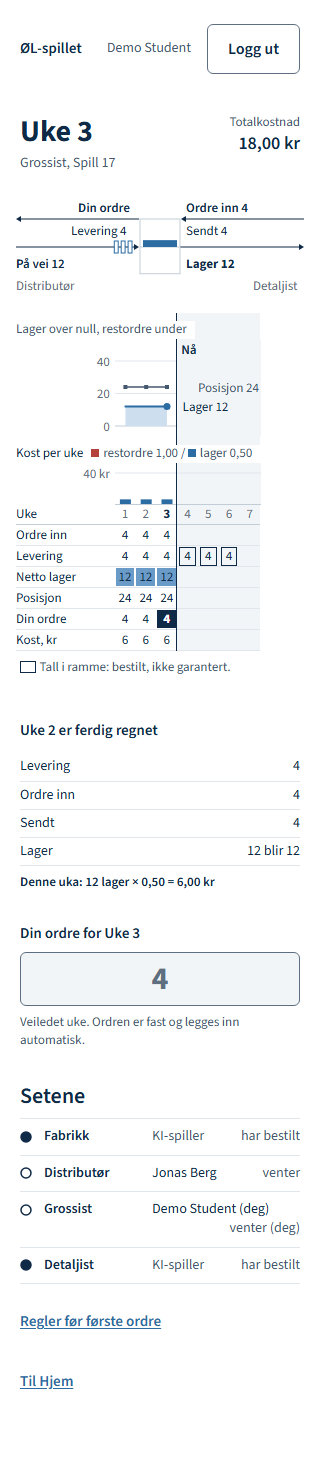 ØL-spillet Demo Student Logg ut
Uke 3
Grossist, Spill 17
Totalkostnad
18,00 kr
Din ordre Ordre inn 4
Levering 4 Sendt 4
På vei 12 Lager 12
Distributør Detaljist
Lager over null, restordre under
Nå
40
20
0
Posisjon 24
Lager 12
Kost per uke restordre 1,00 / lager 0,50
40 kr
Uke 1 2 3 4 5 6 7
Ordre inn 4 4 4
Levering 4 4 4 4 4 4
Netto lager 12 12 12
Posisjon 24 24 24
Din ordre 4 4 4
Kost, kr 6 6 6
Tall i ramme: bestilt, ikke garantert.
Uke 2 er ferdig regnet
Levering 4
Ordre inn 4
Sendt 4
Lager 12 blir 12
Denne uka: 12 lager × 0,50 = 6,00 kr
Din ordre for Uke 3
4
Veiledet uke. Ordren er fast og legges inn
automatisk.
Setene
Fabrikk KI-spiller har bestilt
Distributør Jonas Berg venter
Grossist Demo Student (deg)
venter (deg)
Detaljist KI-spiller har bestilt
Regler før første ordre
Til Hjem